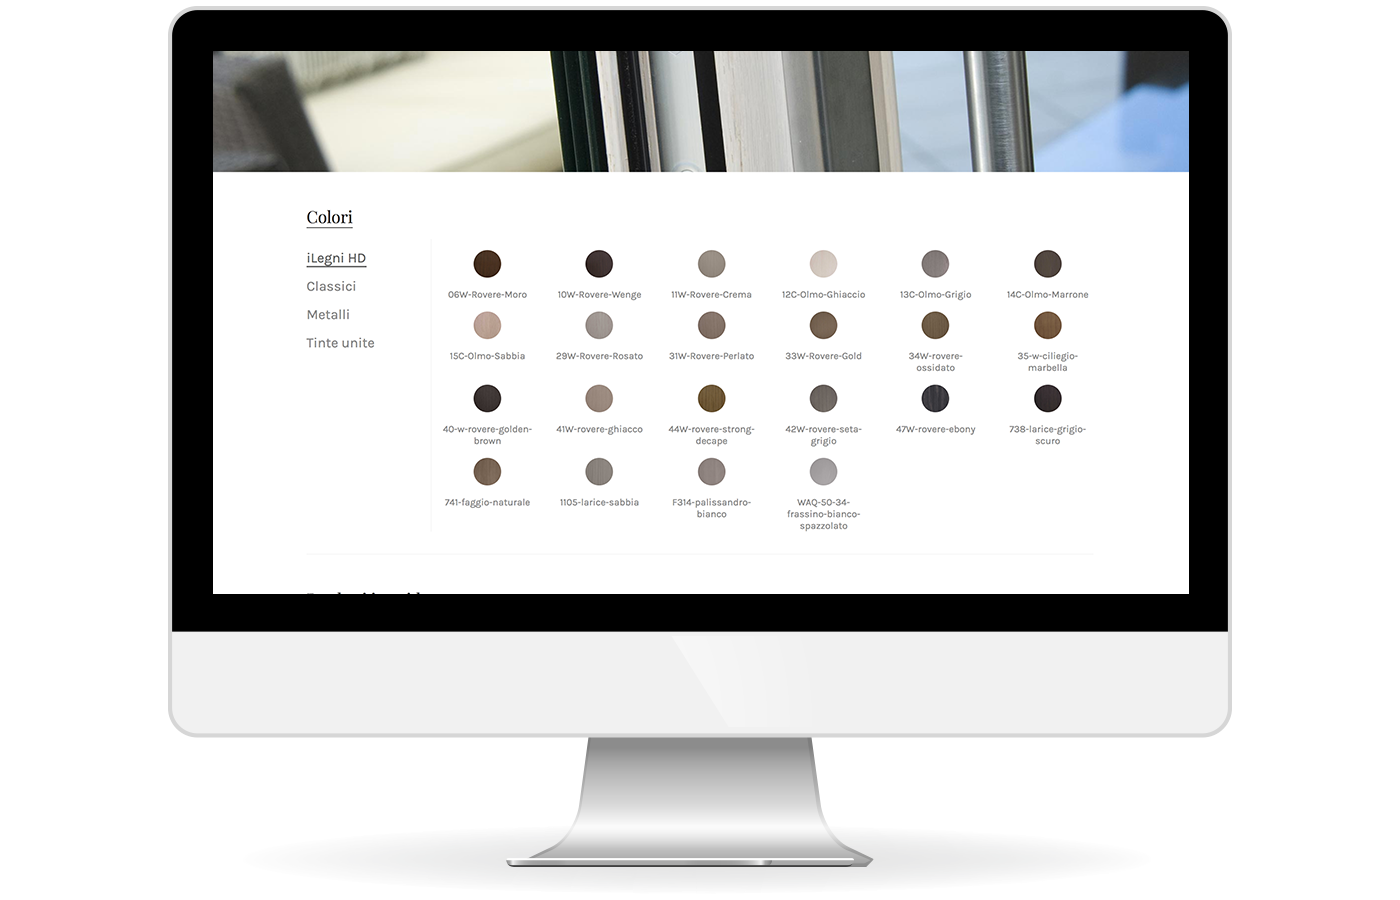 Colori
iLegni HD
Classici
Metalli
Tinte unite
06W-Rovere-Moro
10W-Rovere-Wenge
11W-Rovere-Crema
12C-Olmo-Ghiaccio
13C-Olmo-Grigio
14C-Olmo-Marrone
15C-Olmo-Sabbia
29W-Rovere-Rosato
31W-Rovere-Perlato
33W-Rovere-Gold
34W-rovere-
ossidato
35-w-ciliegio-
marbella
40-w-rovere-golden-
brown
41W-rovere-ghiacco
44W-rovere-strong-
decape
42W-rovere-seta-
grigio
47W-rovere-ebony
738-larice-grigio-
scuro
741-faggio-naturale
1105-larice-sabbia
F314-palissandro-
bianco
WAQ-50-34-
frassino-bianco-
spazzolato